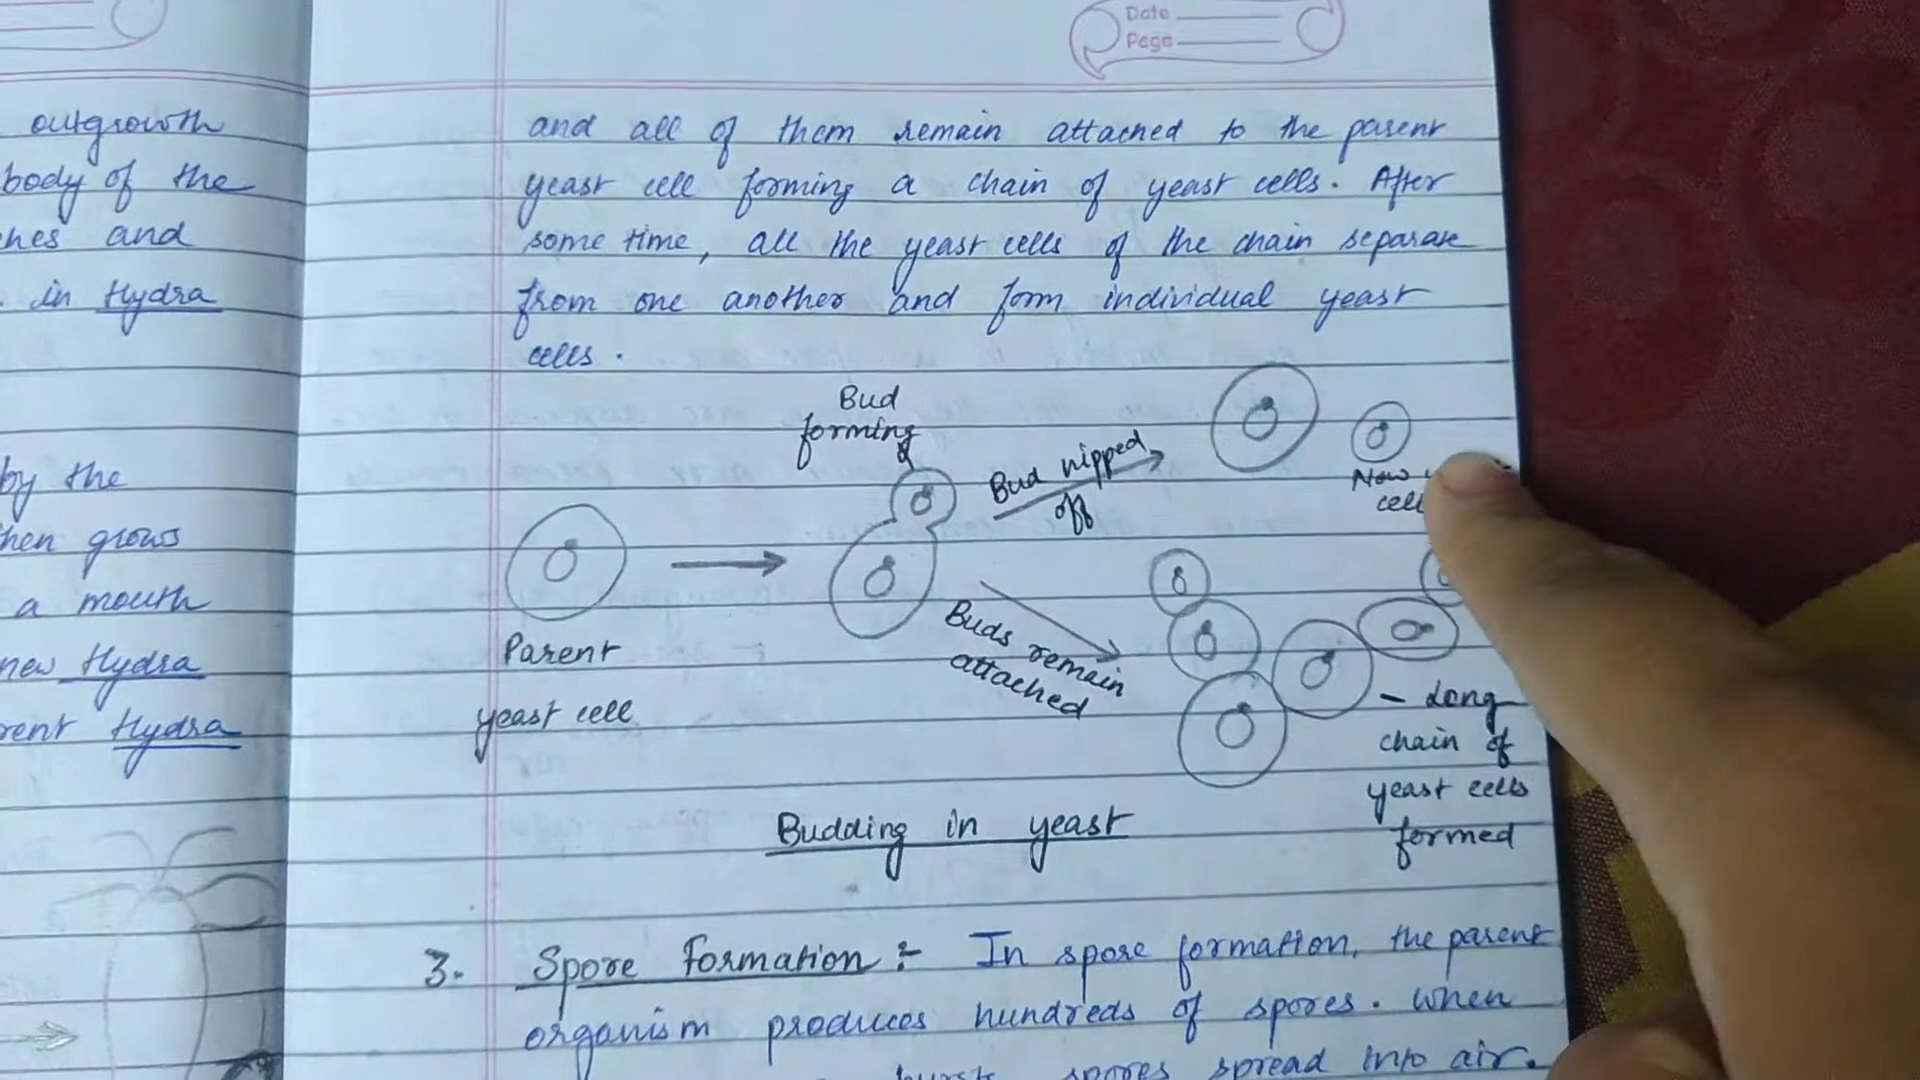 Date
Page
outgrowth
body of the
hes and
in Hydra
by the
hen grows
a mouth
new Hydra
rent Hydra
and all of them remain attached to the parent
yeast cell forming a chain of yeast cells. After
some time, all the yeast cells of the chain separate
from one another and form individual yeast
cells.
Bud
forming
Bud nipped
off
New
cell
Parent
yeast cell
Buds remain
attached
- Long
chain of
yeast cells
formed
Budding in yeast
3. Spore Formation :- In spore formation, the parent
organism produces hundreds of spores. When
spores spread into air.